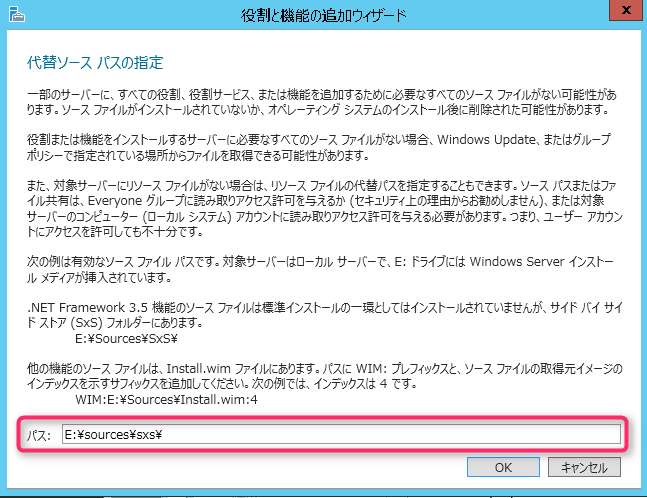 役割と機能の追加ウィザード
x
代替ソース パスの指定
一部のサーバーに、すべての役割、役割サービス、または機能を追加するために必要なすべてのソース ファイルがない可能性があ
ります。ソース ファイルがインストールされていないか、オペレーティング システムのインストール後に削除された可能性があります。
役割または機能をインストールするサーバーに必要なすべてのソース ファイルがない場合、Windows Update、またはグループ
ポリシーで指定されている場所からファイルを取得できる可能性があります。
また、対象サーバーにリソース ファイルがない場合は、リソース ファイルの代替パスを指定することもできます。ソース パスまたはファ
イル共有は、Everyone グループに読み取りアクセス許可を与えるか (セキュリティ上の理由からお勧めしません)、または対象
サーバーのコンピューター (ローカル システム) アカウントに読み取りアクセス許可を与える必要があります。つまり、ユーザー アカウン
トにアクセスを許可しても不十分です。
次の例は有効なソース ファイル パスです。対象サーバーはローカル サーバーで、E: ドライブには Windows Server インストー
ル メディアが挿入されています。
.NET Framework 3.5 機能のソース ファイルは標準インストールの一環としてはインストールされていませんが、サイド バイ サイ
ド ストア (SxS) フォルダーにあります。
E:¥Sources¥SxS¥
他の機能のソース ファイルは、Install.wim ファイルにあります。パスに WIM: プレフィックスと、ソース ファイルの取得元イメージの
インデックスを示すサフィックスを追加してください。次の例では、インデックスは 4 です。
WIM:E:¥Sources¥Install.wim:4
パス: E:¥sources¥sxs¥
OK キャンセル